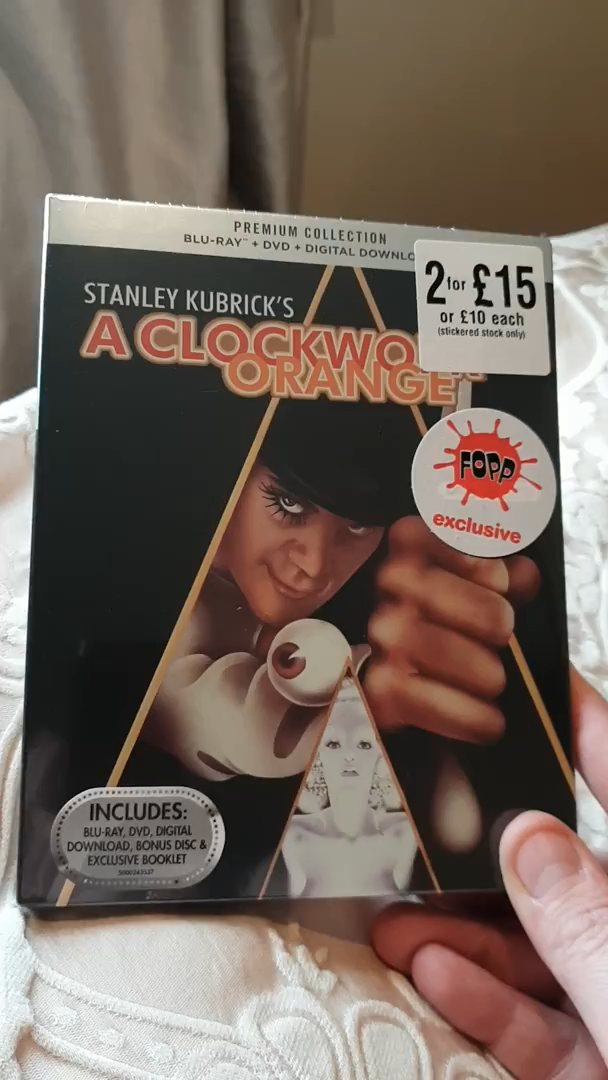 PREMIUM COLLECTION
BLU-RAY™ + DVD + DIGITAL DOWNLO
2 for £15
or £10 each
(stickered stock only)
STANLEY KUBRICK'S
A CLOCKWO
ORANGE
FOPP
exclusive
INCLUDES:
BLU-RAY, DVD, DIGITAL
DOWNLOAD, BONUS DISC &
EXCLUSIVE BOOKLET